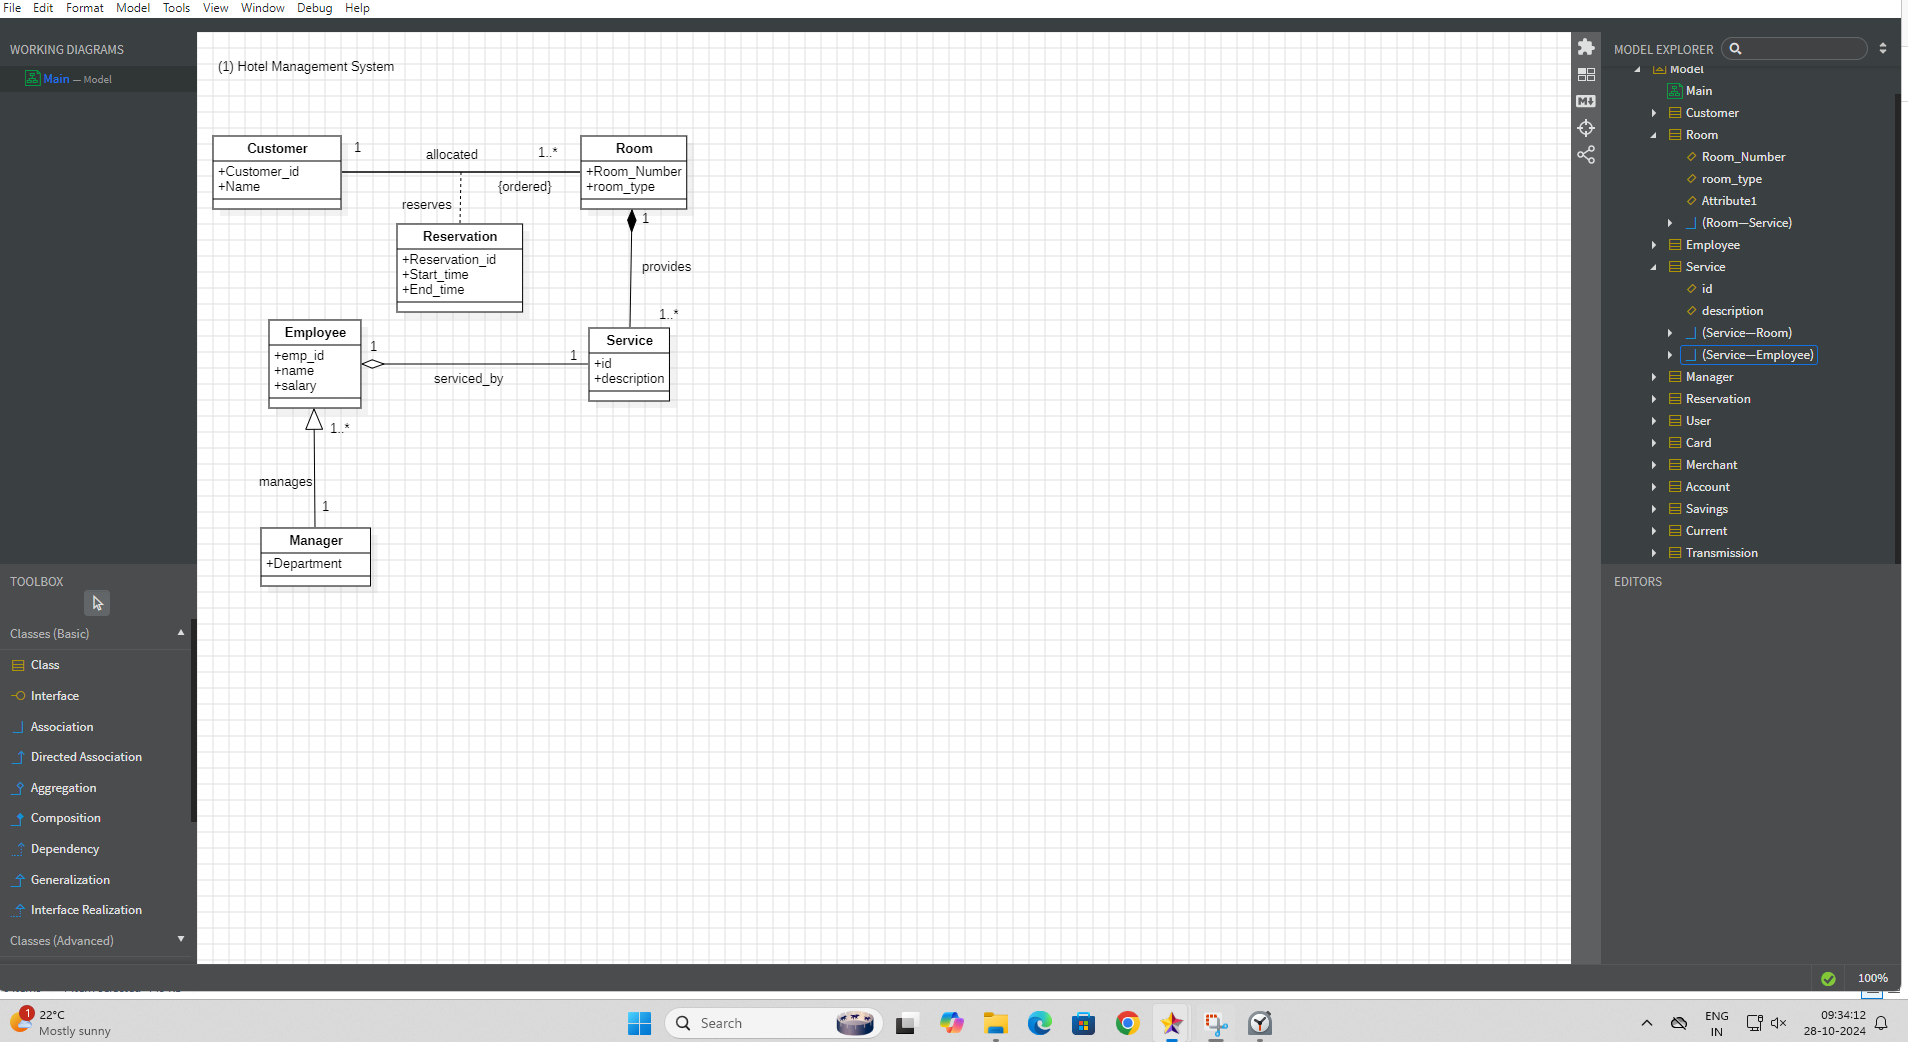 File Edit Format Model Tools View Window Debug Help
WORKING DIAGRAMS
Main — Model
(1) Hotel Management System
Customer
+Customer_id
+Name
1
allocated
1..*
{ordered}
reserves
Room
+Room_Number
+room_type
1
provides
1..*
Reservation
+Reservation_id
+Start_time
+End_time
Employee
+emp_id
+name
+salary
1
serviced_by
1
Service
+id
+description
1..*
manages
1
Manager
+Department
TOOLBOX
Classes (Basic)
Class
Interface
Association
Directed Association
Aggregation
Composition
Dependency
Generalization
Interface Realization
Classes (Advanced)
MODEL EXPLORER
Model
Main
Customer
Room
Room_Number
room_type
Attribute1
(Room—Service)
Employee
Service
id
description
(Service—Room)
(Service—Employee)
Manager
Reservation
User
Card
Merchant
Account
Savings
Current
Transmission
EDITORS
100%
1
22°C
Mostly sunny
Search
ENG
IN
09:34:12
28-10-2024